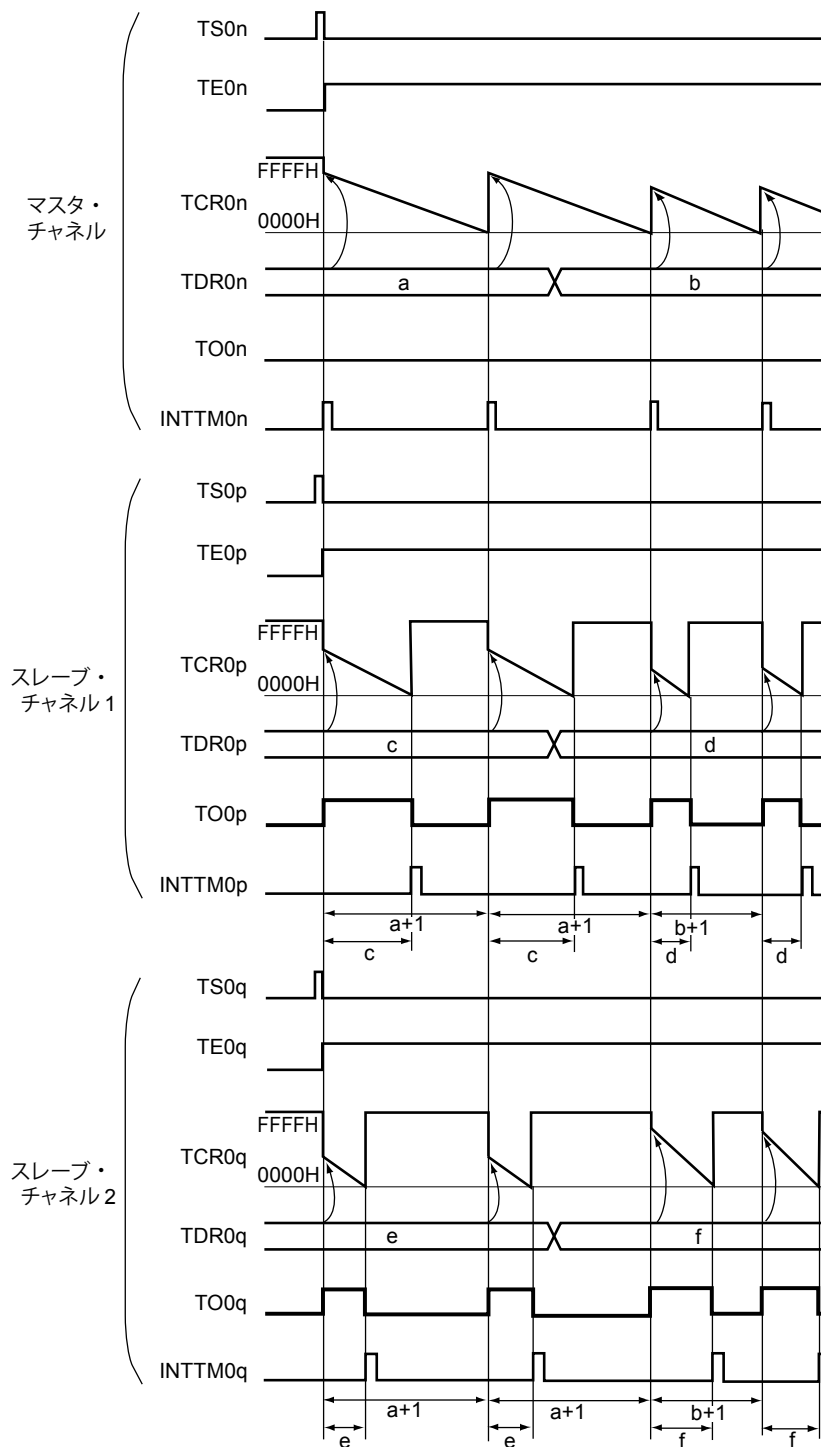 TS0n
TE0n
FFFFH
TCR0n
0000H
マスタ・
チャネル
TDR0n
a
b
TO0n
INTTM0n
TS0p
TE0p
FFFFH
TCR0p
0000H
スレーブ・
チャネル1
TDR0p
c
d
TO0p
INTTM0p
a+1
a+1
b+1
c
c
d
d
TS0q
TE0q
FFFFH
TCR0q
0000H
スレーブ・
チャネル2
TDR0q
e
f
TO0q
INTTM0q
a+1
a+1
b+1
e
e
f
f